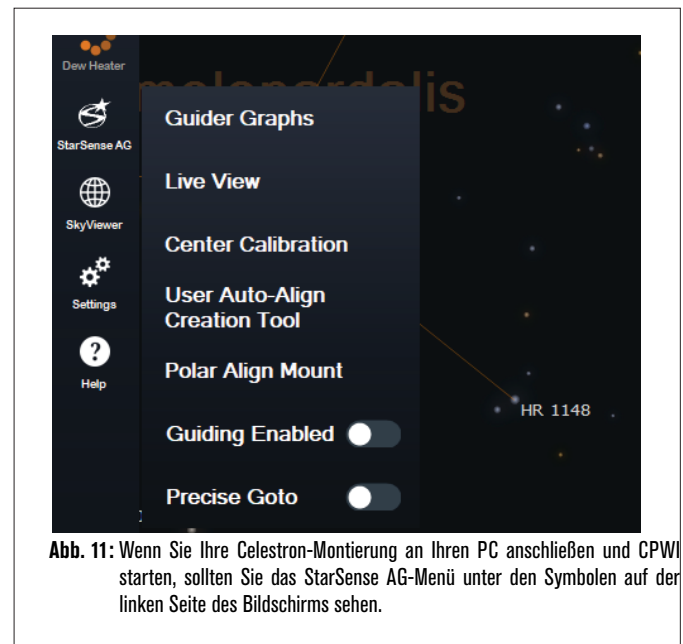 Dew Heater
StarSense AG
SkyViewer
Settings
Help
Guider Graphs
Live View
Center Calibration
User Auto-Align
Creation Tool
Polar Align Mount
Guiding Enabled
Precise Goto
HR 1148
Abb. 11: Wenn Sie Ihre Celestron-Montierung an Ihren PC anschließen und CPWI
starten, sollten Sie das StarSense AG-Menü unter den Symbolen auf der
linken Seite des Bildschirms sehen.